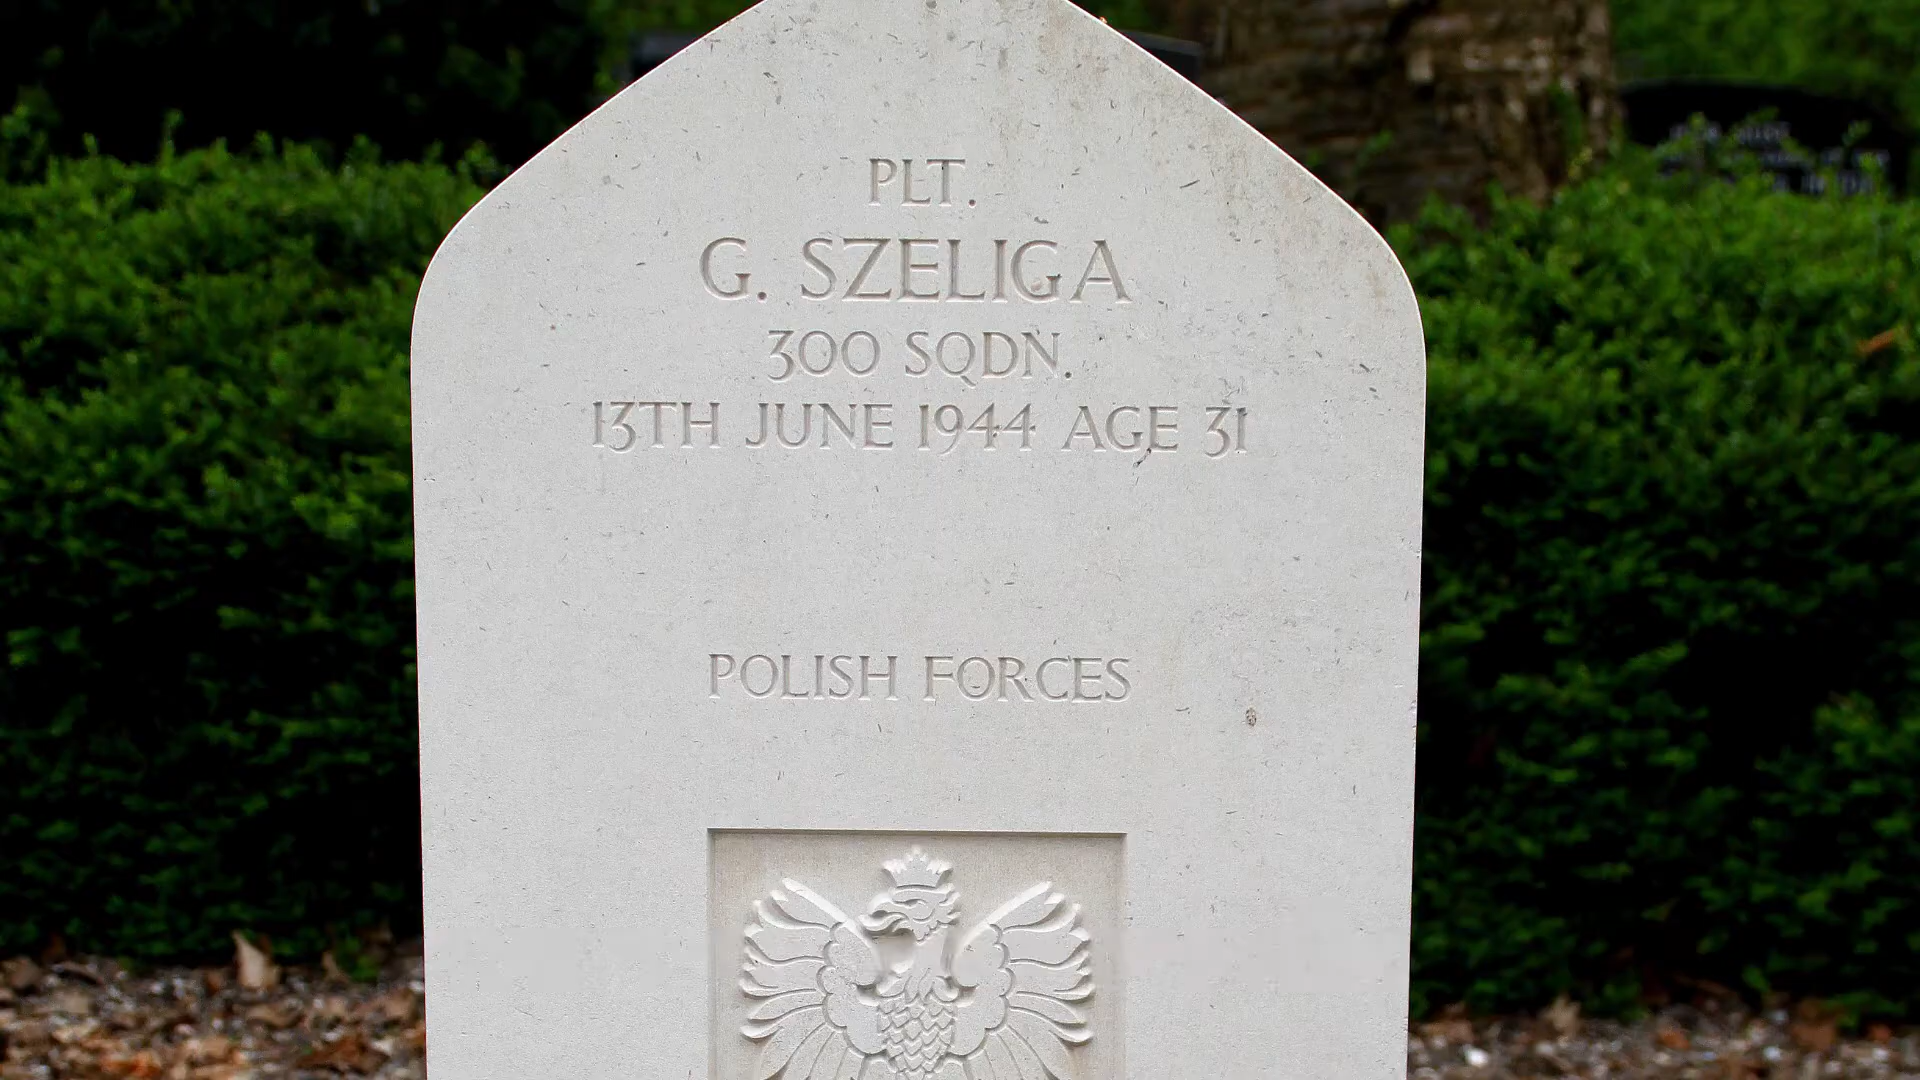 PLT.
G. SZELIGA
300 SQDN.
13TH JUNE 1944 AGE 31
POLISH FORCES